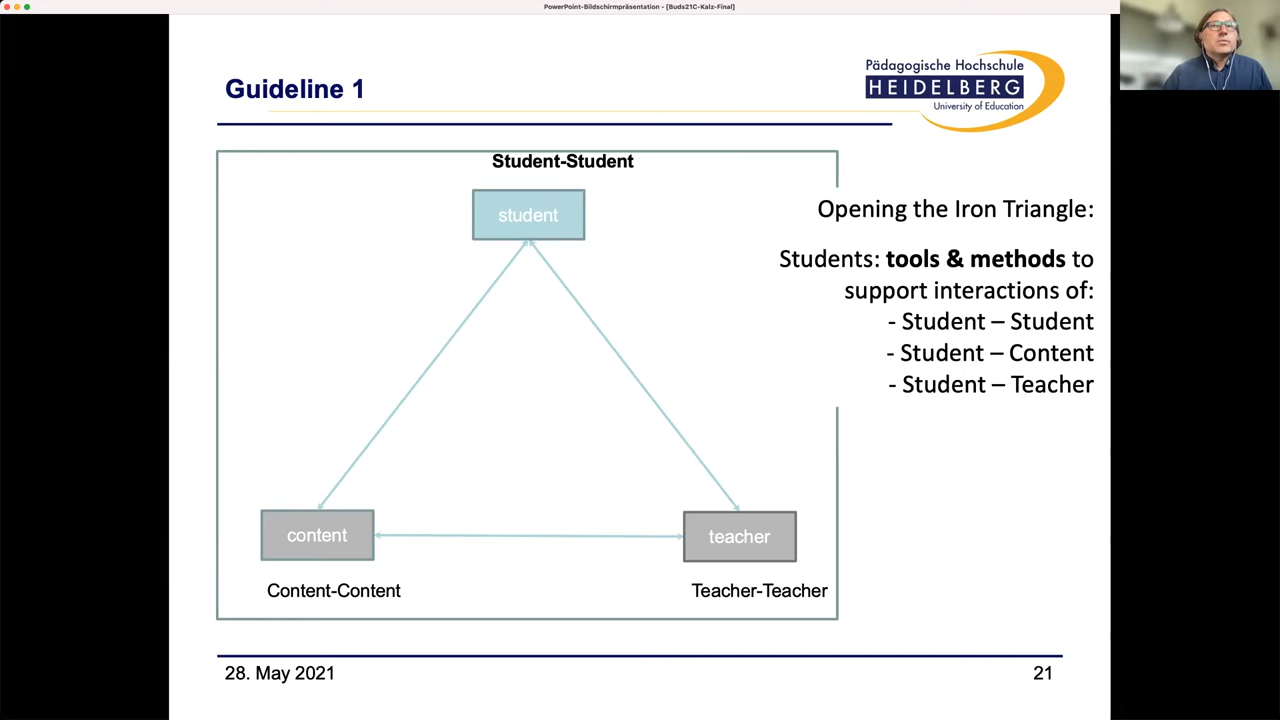 PowerPoint-Bildschirmpräsentation - [Buds21C-Kalz-Final]
Guideline 1
Pädagogische Hochschule
HEIDELBERG
University of Education
Student-Student
student
Opening the Iron Triangle:
Students: tools & methods to
support interactions of:
- Student – Student
- Student – Content
- Student – Teacher
content
teacher
Content-Content
Teacher-Teacher
28. May 2021
21